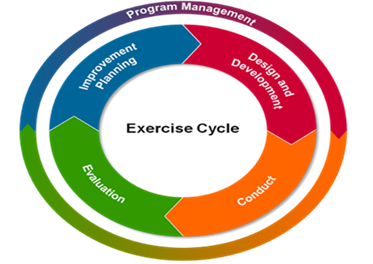 Program Management
Improvement
Planning
Design and
Development
Exercise Cycle
Evaluation
Conduct